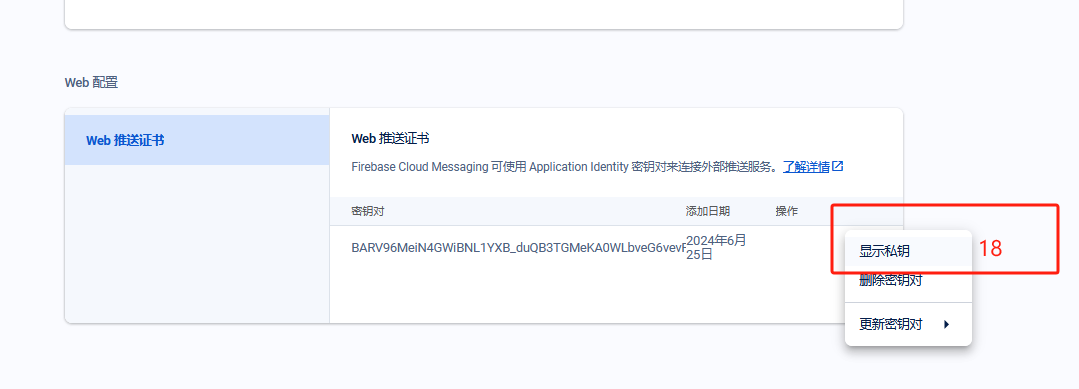 Web 配置
Web 推送证书
Web 推送证书
Firebase Cloud Messaging 可使用 Application Identity 密钥对来连接外部推送服务。了解详情
密钥对 添加日期 操作
BARV96MeiN4GWiBNL1YXB_duQB3TGMeKA0WLbveG6vevF 2024年6月
25日
显示私钥 18
删除密钥对
更新密钥对